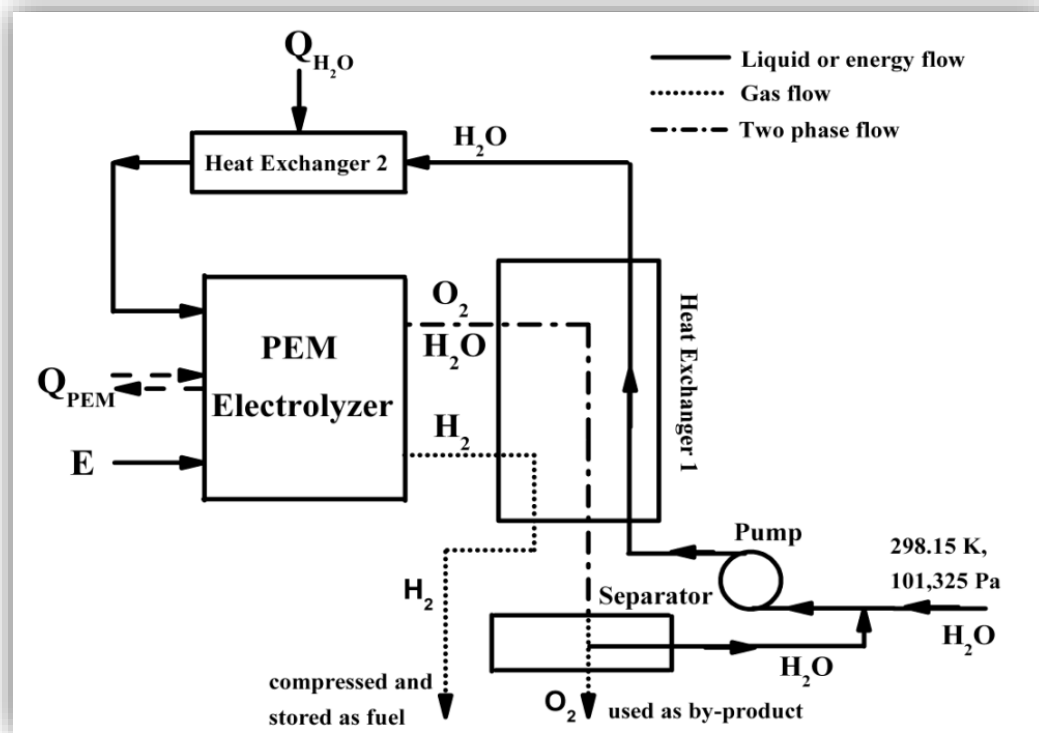 Q
H₂O
Liquid or energy flow
Gas flow
Two phase flow
H₂O
Heat Exchanger 2
O₂
H₂O
PEM
Electrolyzer
Q
PEM
E
H₂
Heat Exchanger 1
Pump
298.15 K,
101,325 Pa
H₂
Separator
H₂O
H₂O
compressed and
stored as fuel
O₂
used as by-product